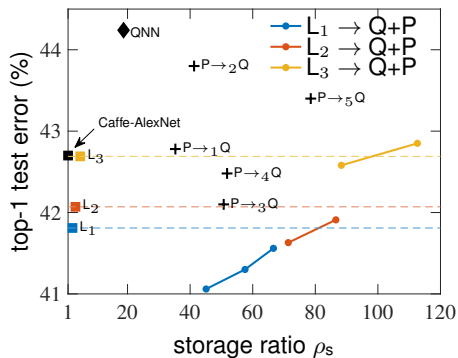 44
43
42
41
top-1 test error (%)
QNN
L₁ → Q+P
L₂ → Q+P
L₃ → Q+P
P→₂Q
P→₅Q
Caffe-AlexNet
P→₁Q
L₃
P→₄Q
L₂
P→₃Q
L₁
1 20 40 60 80 100 120
storage ratio ρₛ